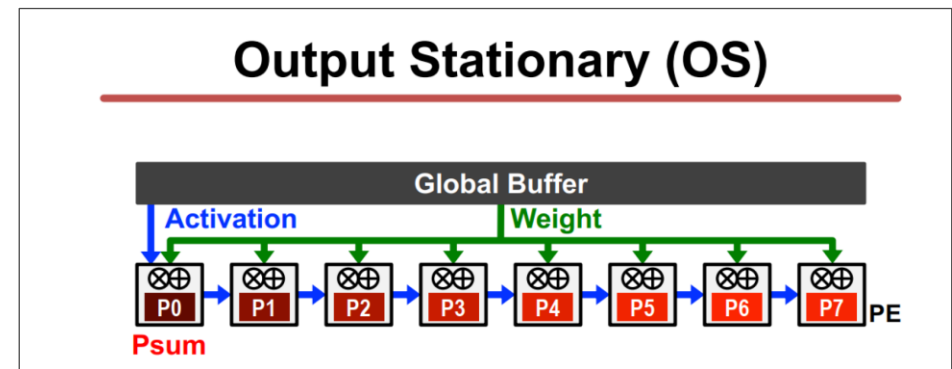 Output Stationary (OS)
Global Buffer
Activation Weight
P0 P1 P2 P3 P4 P5 P6 P7 PE
Psum